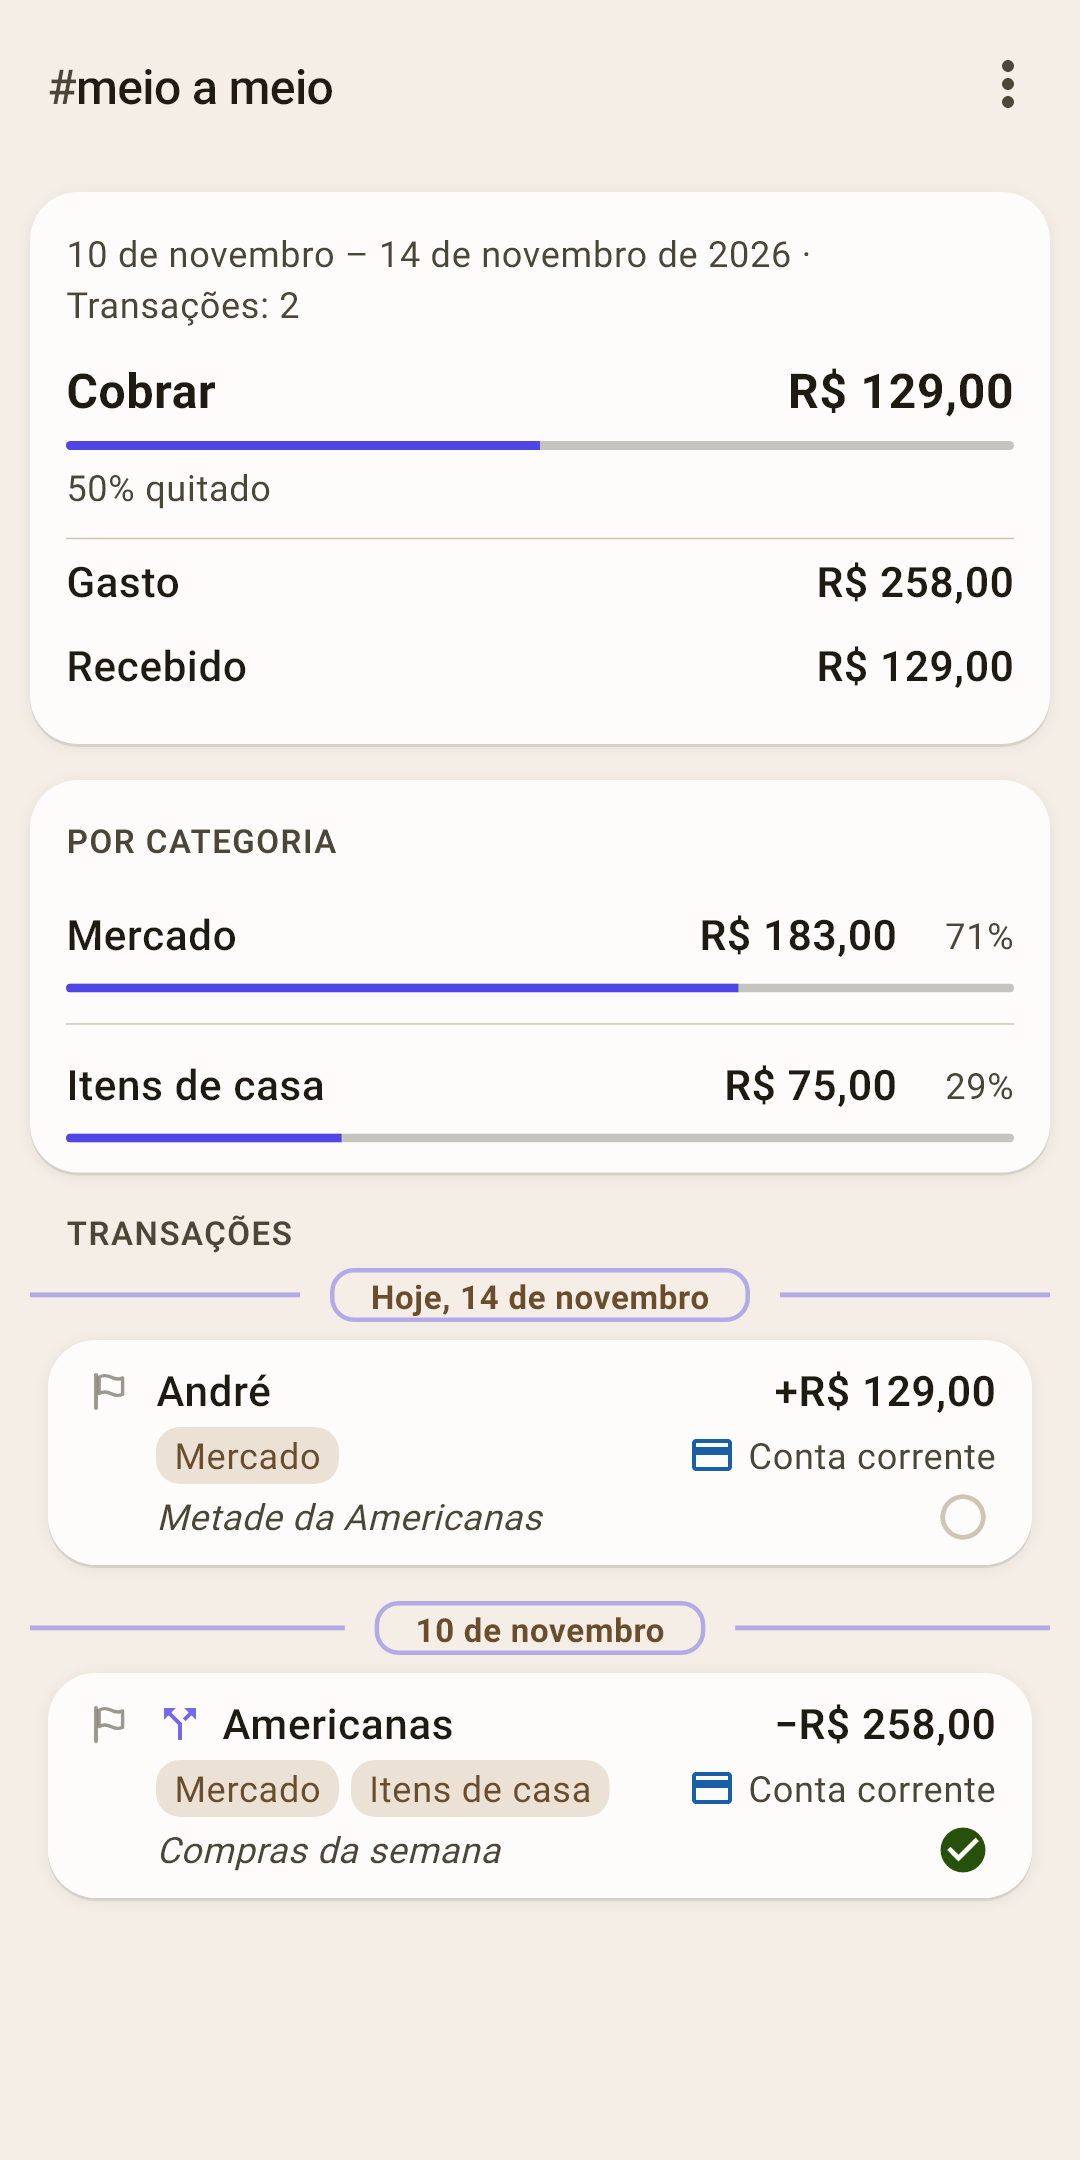 #meio a meio
10 de novembro – 14 de novembro de 2026 ·
Transações: 2
Cobrar R$ 129,00
50% quitado
Gasto R$ 258,00
Recebido R$ 129,00
POR CATEGORIA
Mercado R$ 183,00 71%
Itens de casa R$ 75,00 29%
TRANSAÇÕES
Hoje, 14 de novembro
André +R$ 129,00
Mercado Conta corrente
Metade da Americanas
10 de novembro
Americanas −R$ 258,00
Mercado Itens de casa Conta corrente
Compras da semana